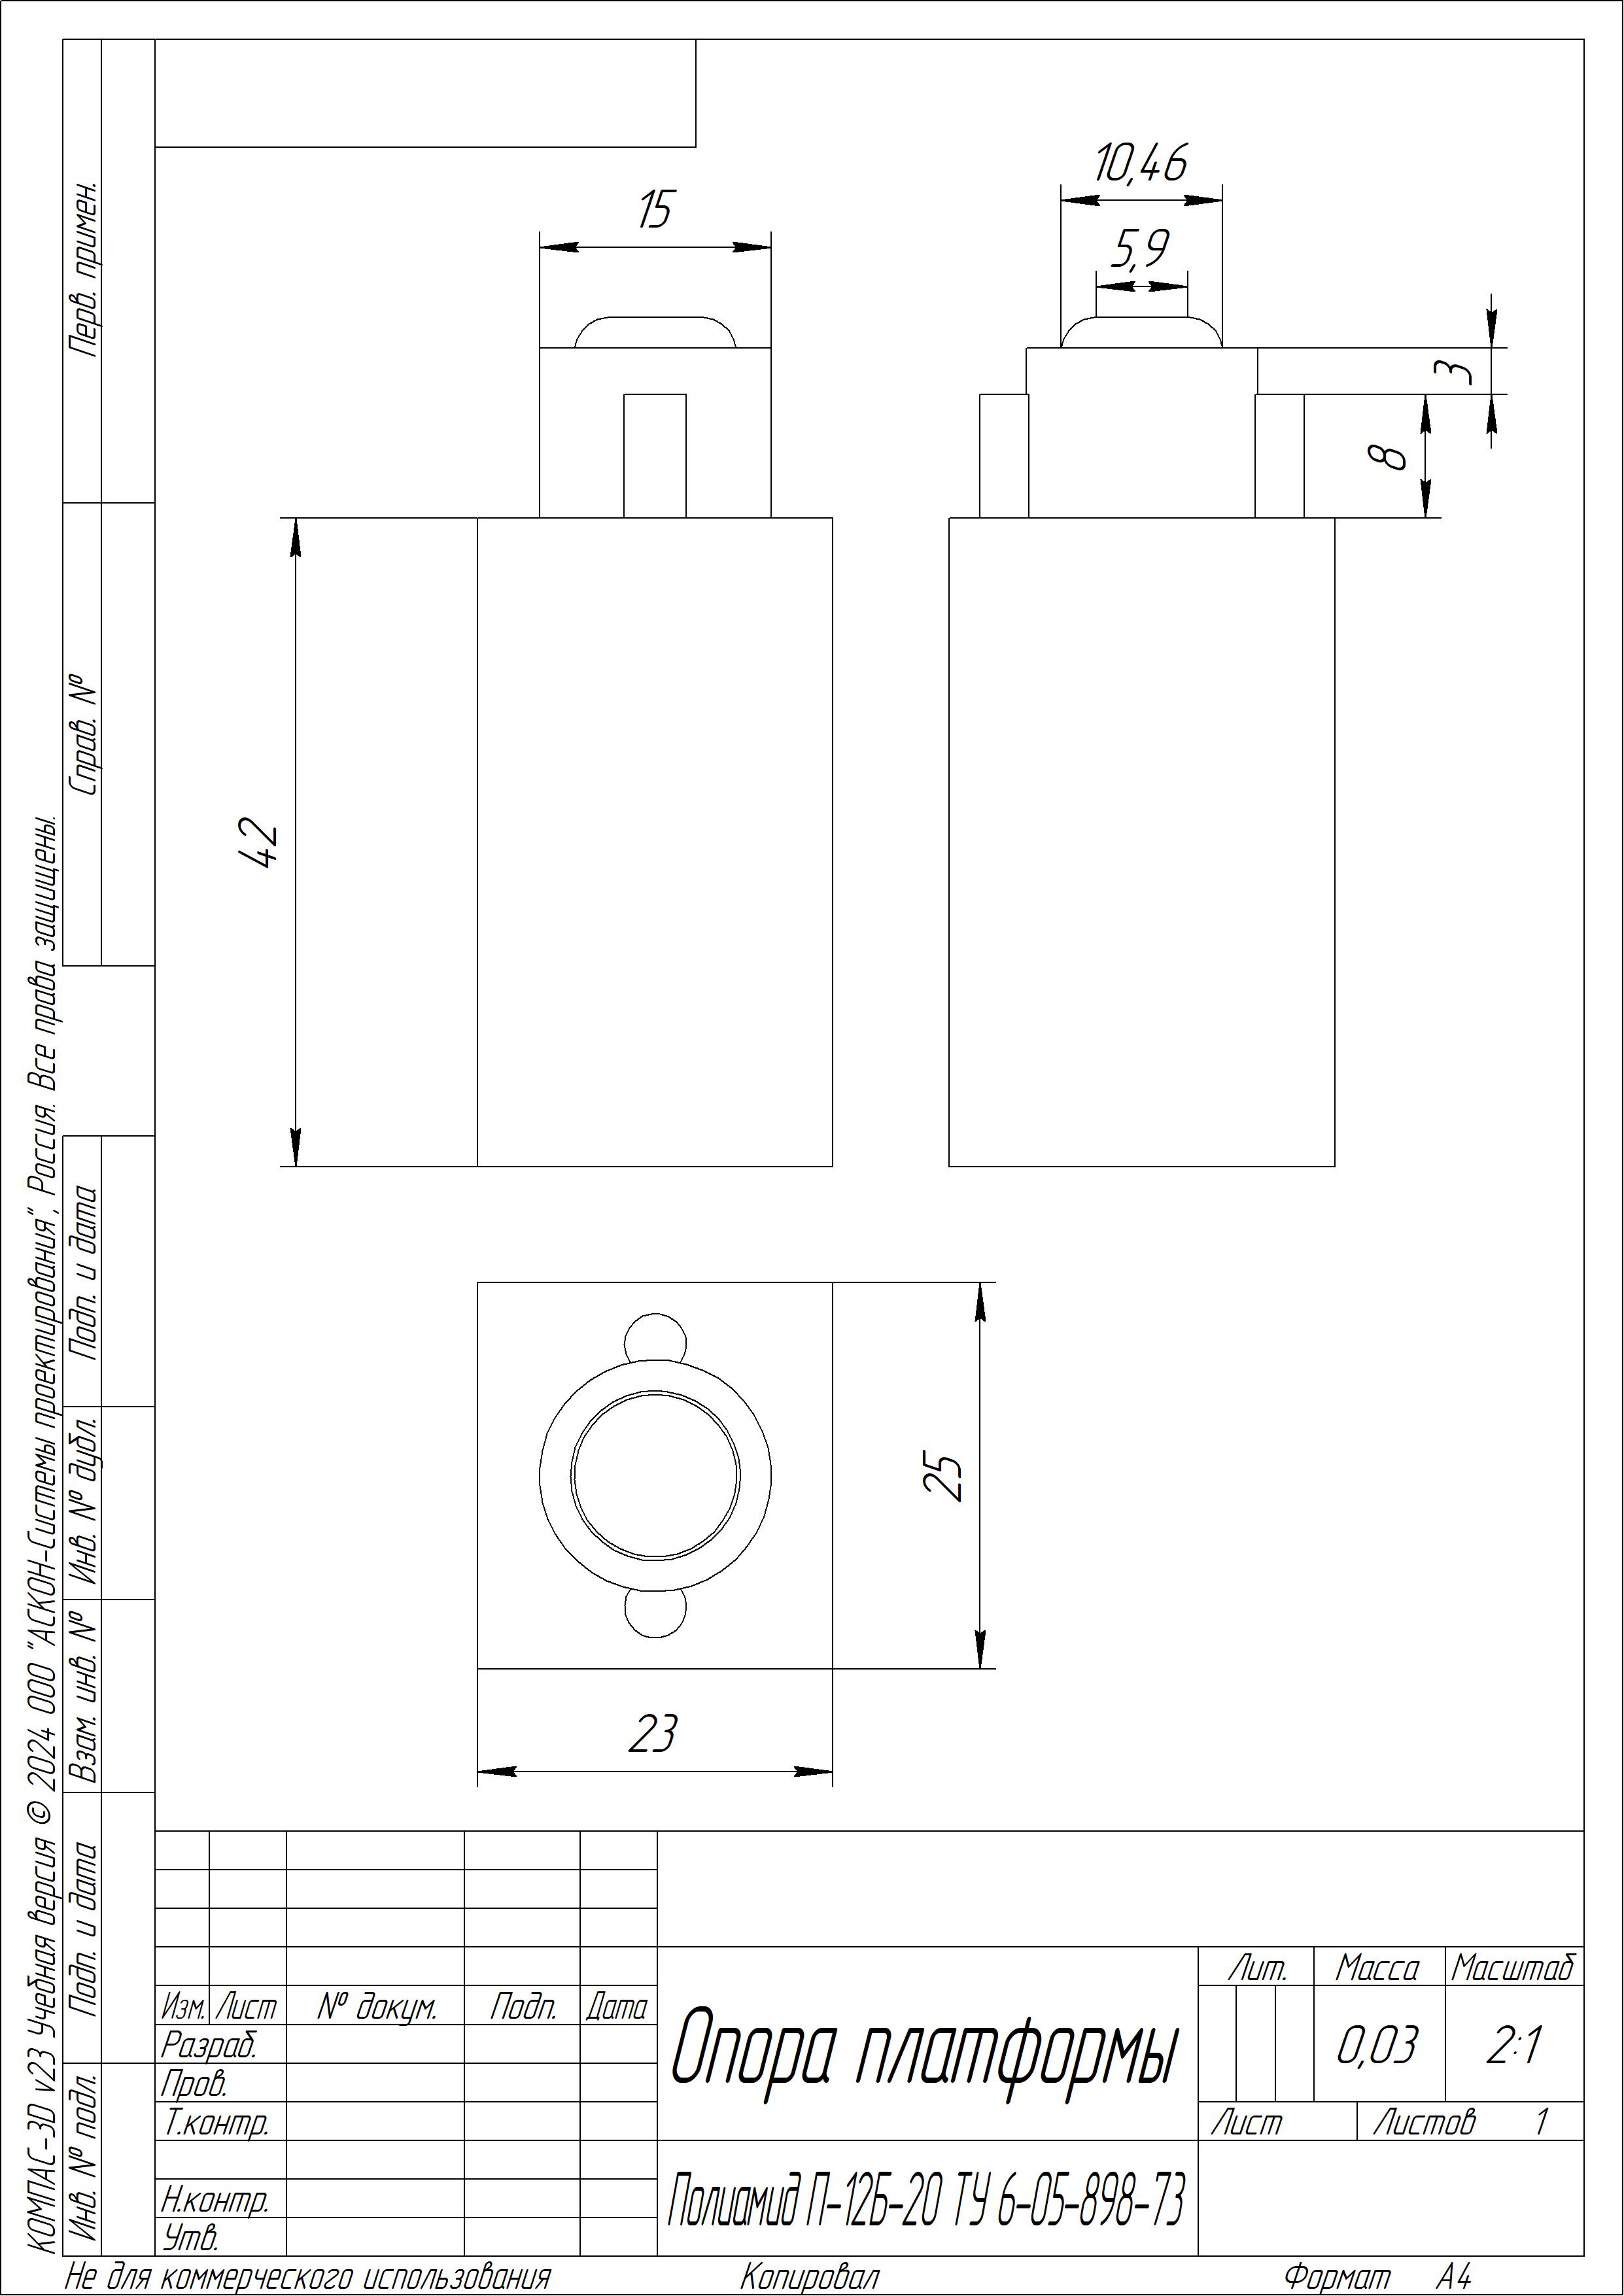 10,46
15
5,9
3
8
42
25
23
Перв. примен.
Справ. №
Подп. и дата
Инв. № дубл.
Взам. инв. №
Подп. и дата
Инв. № подл.
КОМПАС-3D v23 Учебная версия © 2024 ООО "АСКОН-Системы проектирования", Россия. Все права защищены.
Лит. Масса Масштаб
Изм. Лист № докум. Подп. Дата
Разраб.
Опора платформы
0,03 2:1
Пров.
Т.контр.
Лист Листов 1
Полиамид П-12Б-20 ТУ 6-05-898-73
Н.контр.
Утв.
Не для коммерческого использования Копировал Формат А4